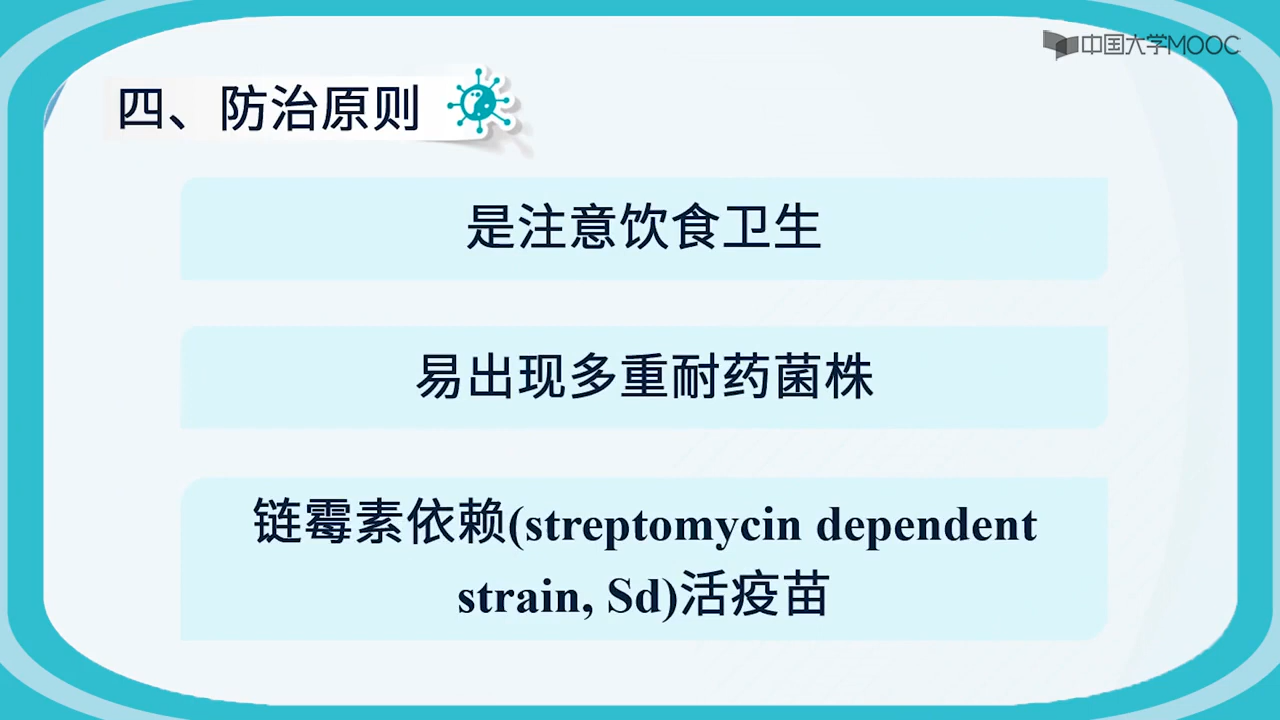 中国大学MOOC
四、防治原则
是注意饮食卫生
易出现多重耐药菌株
链霉素依赖(streptomycin dependent
strain, Sd)活疫苗